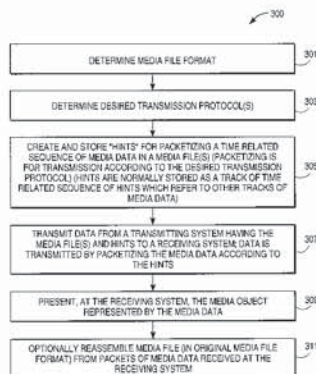 300
DETERMINE MEDIA FILE FORMAT
301
DETERMINE DESIRED TRANSMISSION PROTOCOL(S)
303
CREATE AND STORE "HINTS" FOR PACKETIZING A TIME RELATED
SEQUENCE OF MEDIA DATA IN A MEDIA FILE(S) (PACKETIZING IS
FOR TRANSMISSION ACCORDING TO THE DESIRED
TRANSMISSION PROTOCOL) (HINTS ARE NORMALLY STORED AS A TRACK OF TIME
RELATED SEQUENCE OF HINTS WHICH REFER TO OTHER TRACKS OF
MEDIA DATA)
305
TRANSMIT DATA FROM A TRANSMITTING SYSTEM HAVING
THE MEDIA FILE(S) AND HINTS TO A RECEIVING SYSTEM; DATA IS
TRANSMITTED BY PACKETIZING THE MEDIA DATA ACCORDING TO
THE HINTS
307
PRESENT, AT THE RECEIVING SYSTEM, THE MEDIA OBJECT
REPRESENTED BY THE MEDIA DATA
309
OPTIONALLY REASSEMBLE MEDIA FILE (IN ORIGINAL MEDIA FILE
FORMAT) FROM PACKETS OF MEDIA DATA RECEIVED AT THE
RECEIVING SYSTEM
311